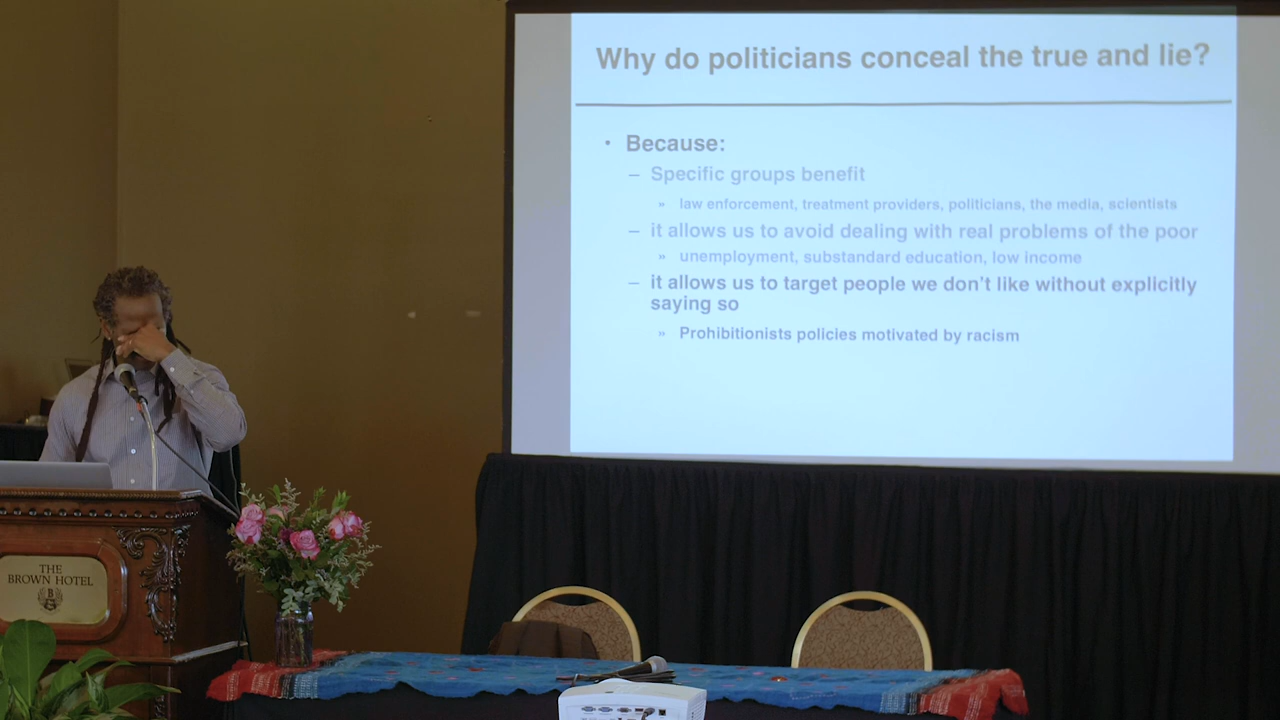 Why do politicians conceal the true and lie?
• Because:
– Specific groups benefit
» law enforcement, treatment providers, politicians, the media, scientists
– it allows us to avoid dealing with real problems of the poor
» unemployment, substandard education, low income
– it allows us to target people we don't like without explicitly
saying so
» Prohibitionists policies motivated by racism
THE
BROWN HOTEL
B